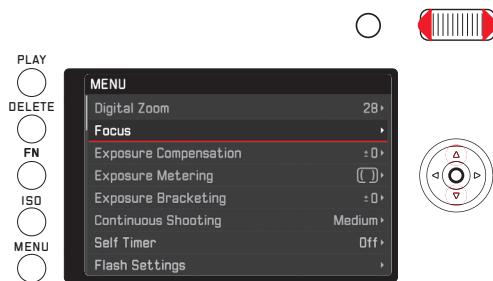 PLAY
DELETE
FN
ISO
MENU
MENU
Digital Zoom 28
Focus
Exposure Compensation ±0
Exposure Metering
Exposure Bracketing ±0
Continuous Shooting Medium
Self Timer Off
Flash Settings